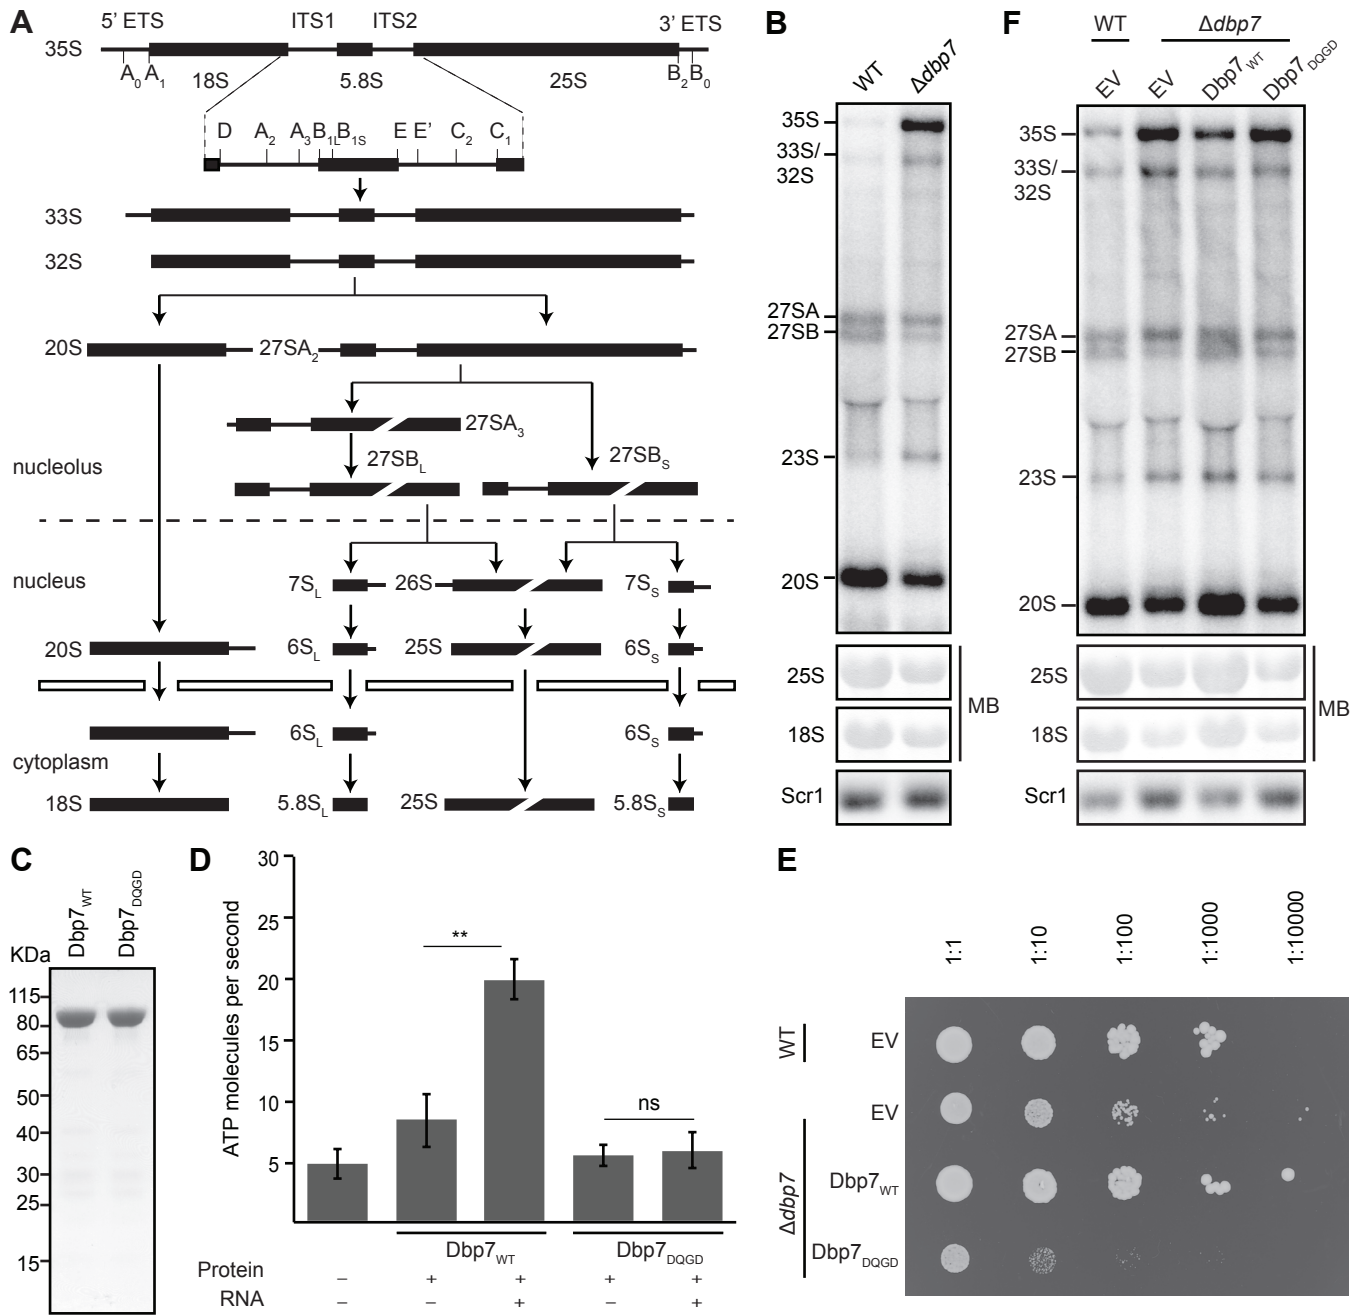 A
5’ ETS ITS1 ITS2 3’ ETS
35S
A0 A1 18S 5.8S 25S B2 B0
D A2 A3 B1L B1S E E’ C2 C1
33S
32S
20S 27SA2
27SA3
27SBL 27SBS
nucleolus
nucleus
7SL 26S 7SS
20S 6SL 25S 6SS
6SL 6SS
cytoplasm
18S 5.8SL 25S 5.8SS
B
WT Δdbp7
35S
33S/
32S
27SA
27SB
23S
20S
25S
18S
MB
Scr1
F
WT Δdbp7
EV EV Dbp7WT Dbp7DQGD
35S
33S/
32S
27SA
27SB
23S
20S
25S
18S
MB
Scr1
C
Dbp7WT Dbp7DQGD
KDa
115
80
65
50
40
30
25
15
D
ATP molecules per second
30
25
20
15
10
5
** ns
Dbp7WT Dbp7DQGD
Protein – + + + +
RNA – – + – +
E
1:1 1:10 1:100 1:1000 1:10000
WT EV
Δdbp7 EV
Dbp7WT
Dbp7DQGD